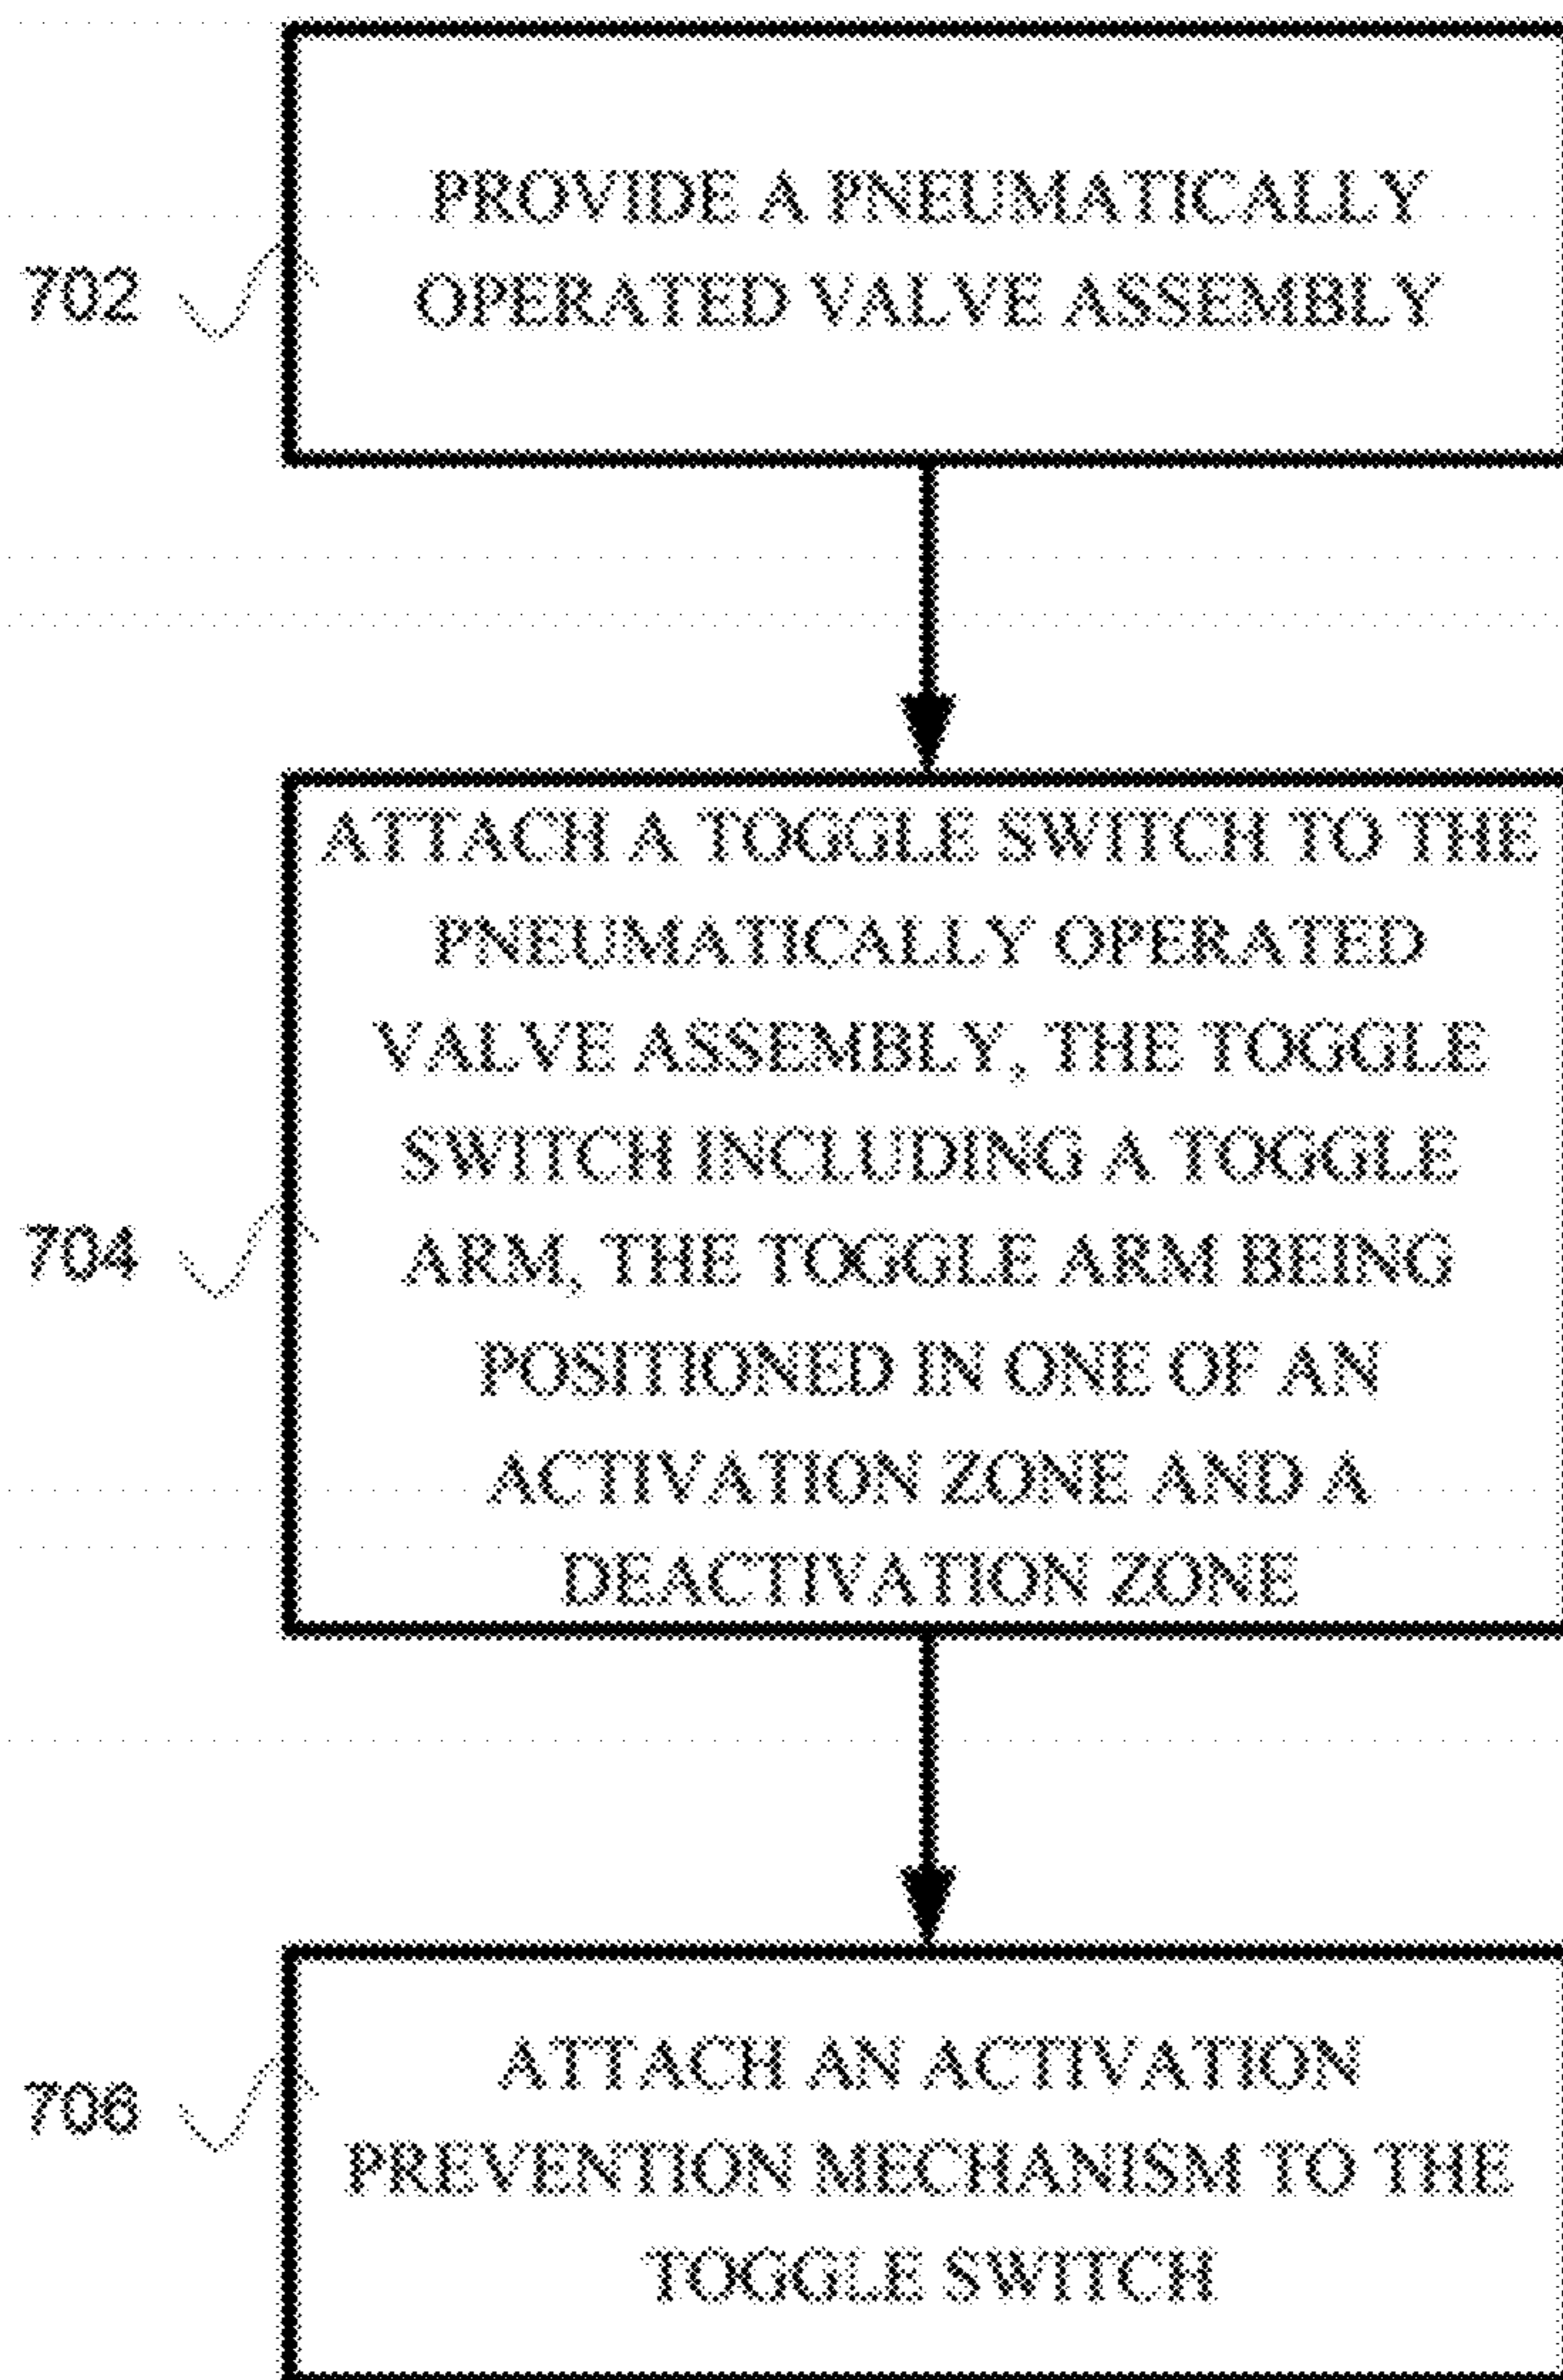 PROVIDE A PNEUMATICALLY
OPERATED VALVE ASSEMBLY
702
ATTACH A TOGGLE SWITCH TO THE
PNEUMATICALLY OPERATED
VALVE ASSEMBLY, THE TOGGLE
SWITCH INCLUDING A TOGGLE
ARM, THE TOGGLE ARM BEING
704
POSITIONED IN ONE OF AN
ACTIVATION ZONE AND A
DEACTIVATION ZONE
ATTACH AN ACTIVATION
706
PREVENTION MECHANISM TO THE
TOGGLE SWITCH